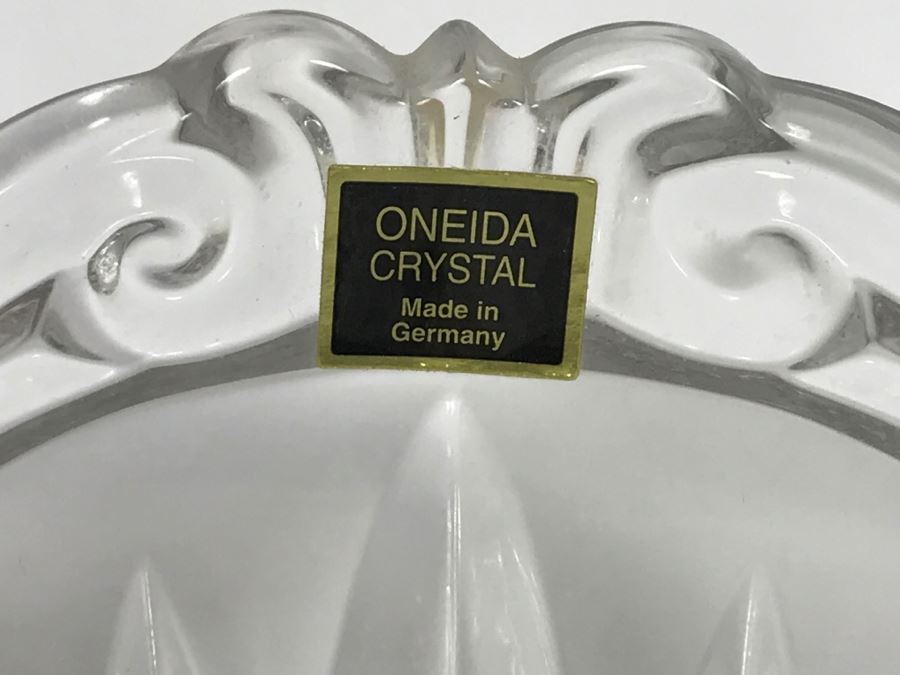 ONEIDA
CRYSTAL
Made in
Germany